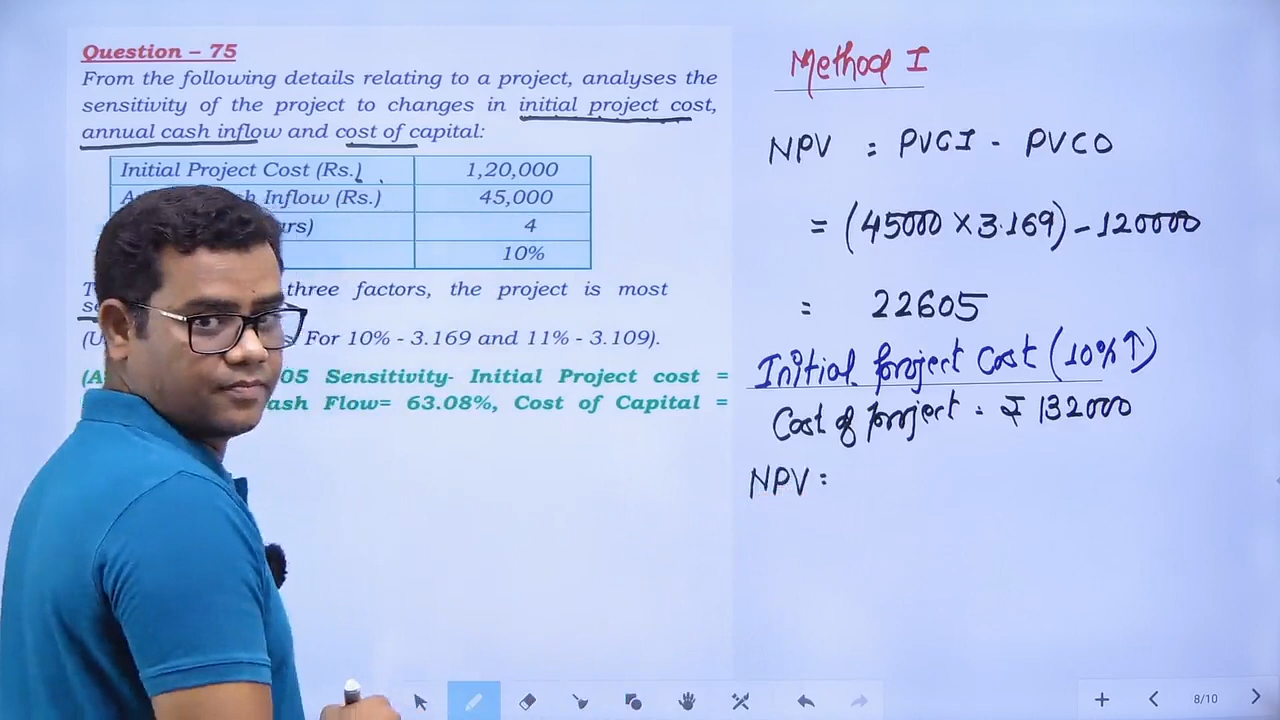 Question – 75
From the following details relating to a project, analyses the
sensitivity of the project to changes in initial project cost,
annual cash inflow and cost of capital:
Initial Project Cost (Rs.) 1,20,000
Inflow (Rs.) 45,000
4
10%
three factors, the project is most
For 10% - 3.169 and 11% - 3.109).
05 Sensitivity- Initial Project cost =
Flow= 63.08%, Cost of Capital =
Method I
NPV : PVCI - PVCO
= (45000 × 3.169) - 120000
= 22605
Initial Project Cost (10% ↑)
Cost of project = ₹ 132000
NPV =
8/10